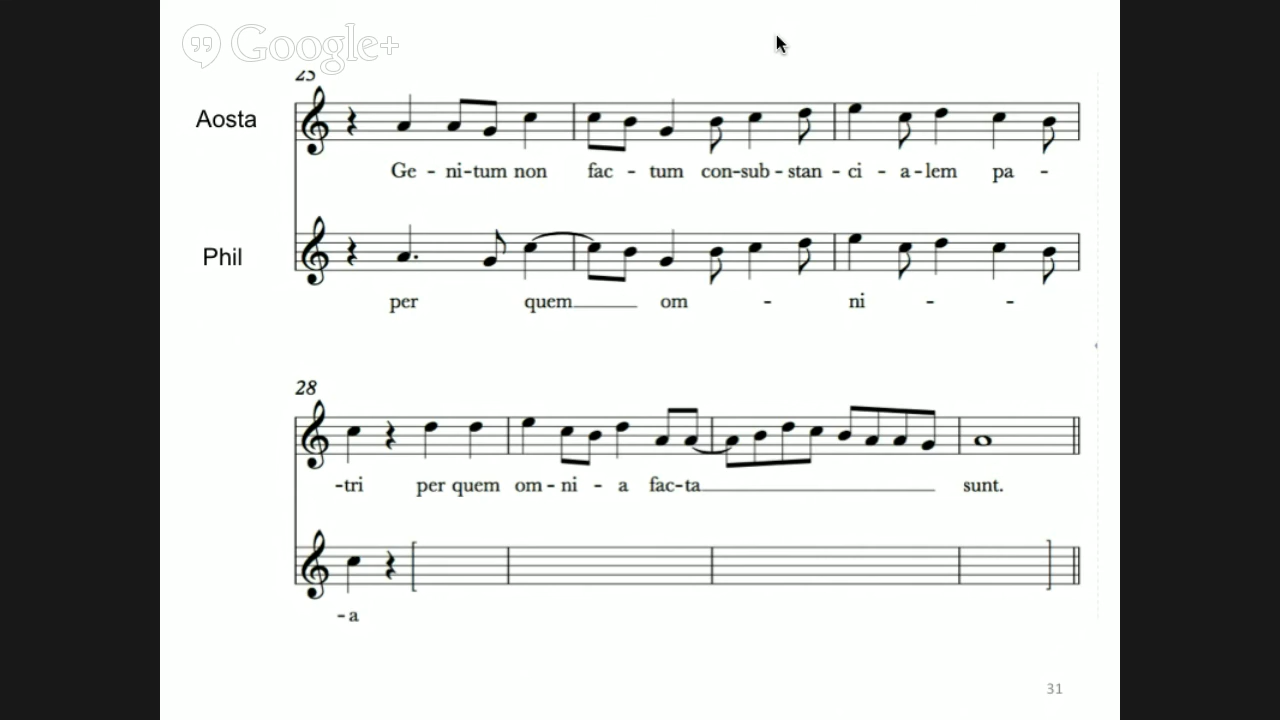 Google+
25
Aosta
Ge - ni-tum non fac - tum con-sub-stan-ci - a-lem pa -
Phil
per quem om - ni - -
28
-tri per quem om-ni - a fac-ta sunt.
-a
31